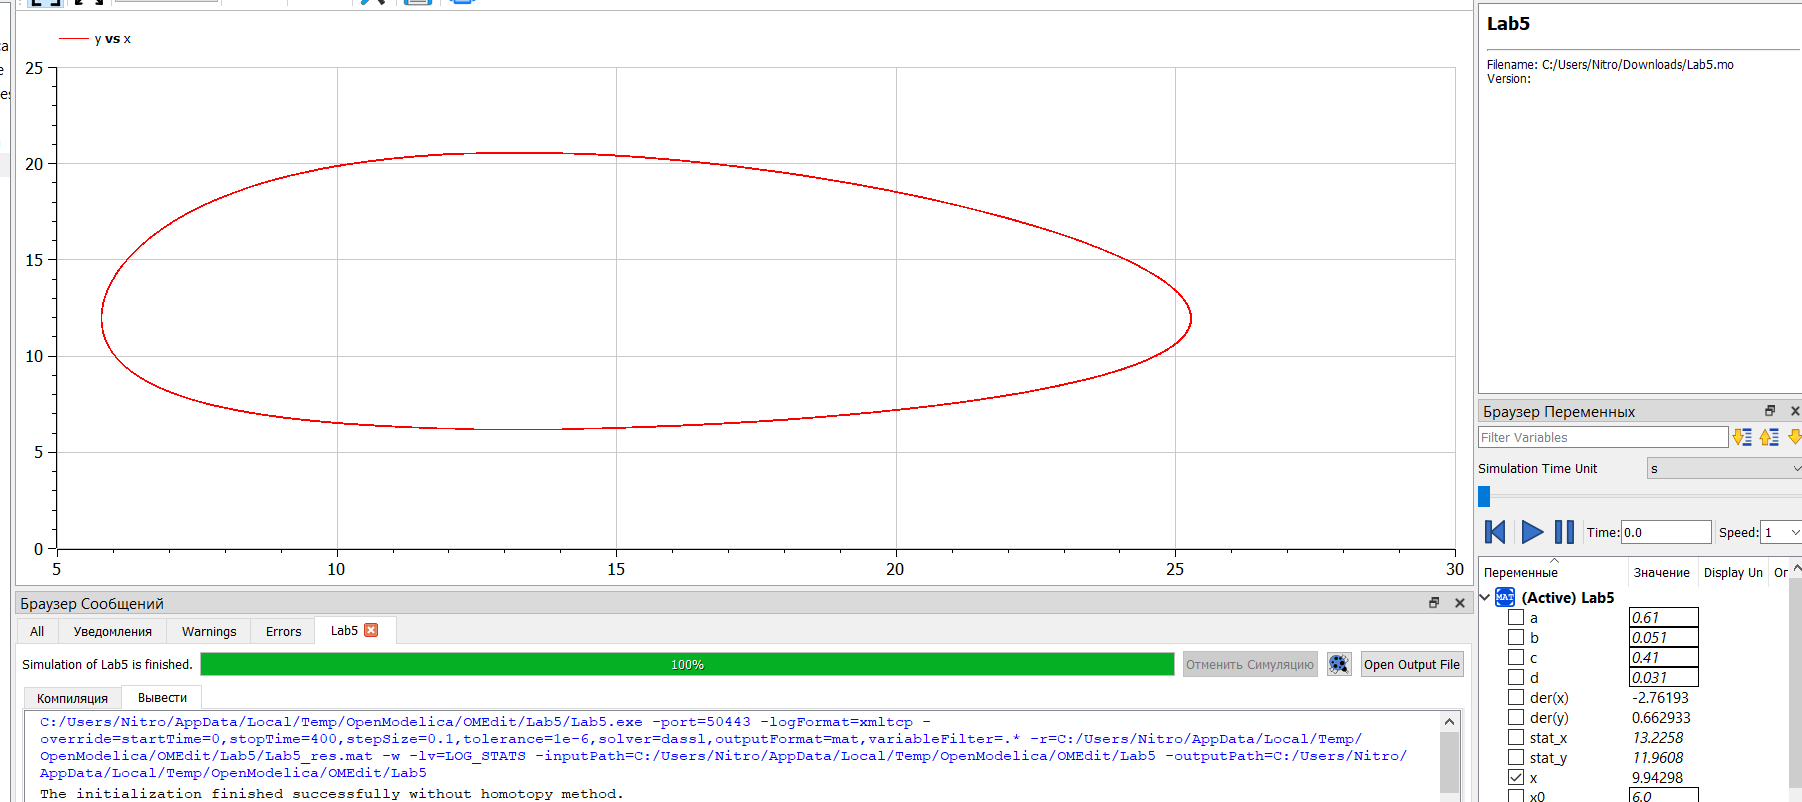 y vs x
25
20
15
10
5
0
5
10
15
20
25
30
Lab5
Filename: C:/Users/Nitro/Downloads/Lab5.mo
Version:
Браузер Переменных
Filter Variables
Simulation Time Unit
s
Time: 0.0
Speed: 1
Переменные Значение Display Un
MAT (Active) Lab5
a 0.61
b 0.051
c 0.41
d 0.031
der(x) -2.76193
der(y) 0.662933
stat_x 13.2258
stat_y 11.9608
x 9.94298
x0 6.0
Браузер Сообщений
All Уведомления Warnings Errors Lab5
Simulation of Lab5 is finished. 100% Отменить Симуляцию Open Output File
Компиляция Вывести
C:/Users/Nitro/AppData/Local/Temp/OpenModelica/OMEdit/Lab5/Lab5.exe -port=50443 -logFormat=xmltcp -
override=startTime=0,stopTime=400,stepSize=0.1,tolerance=1e-6,solver=dassl,outputFormat=mat,variableFilter=.* -r=C:/Users/Nitro/AppData/Local/Temp/
OpenModelica/OMEdit/Lab5/Lab5_res.mat -w -lv=LOG_STATS -inputPath=C:/Users/Nitro/AppData/Local/Temp/OpenModelica/OMEdit/Lab5 -outputPath=C:/Users/Nitro/
AppData/Local/Temp/OpenModelica/OMEdit/Lab5
The initialization finished successfully without homotopy method.